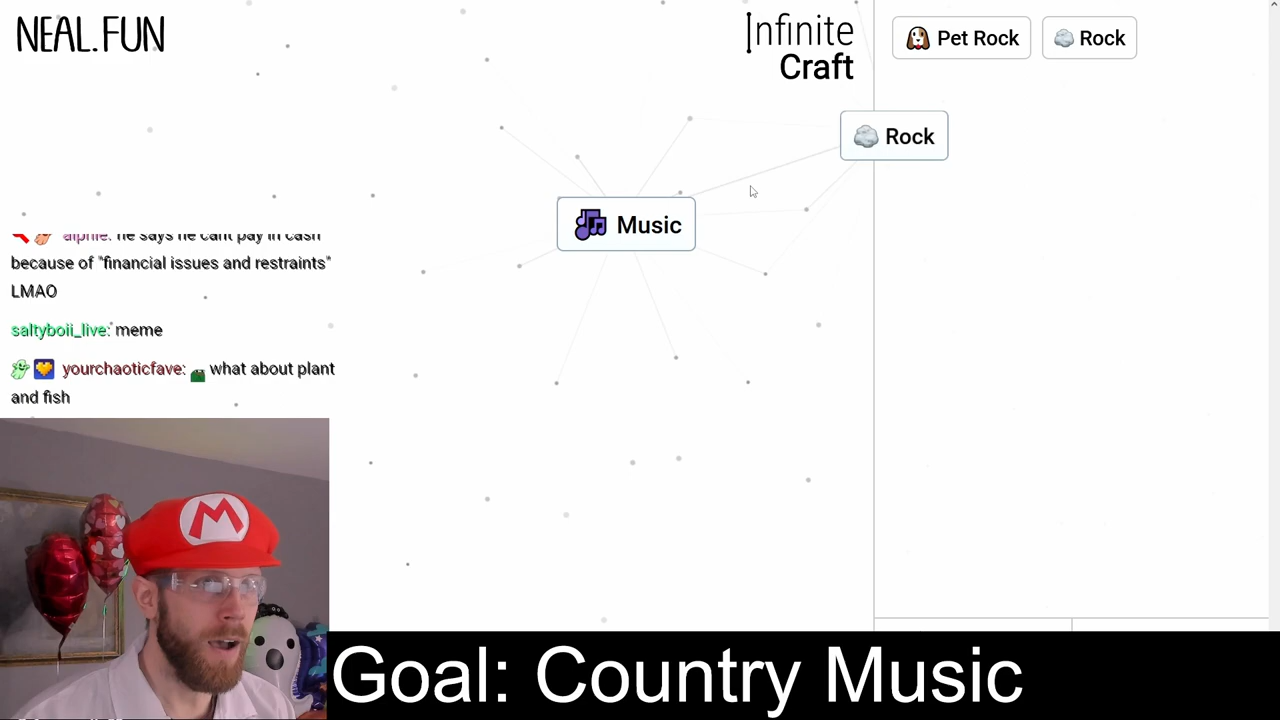 NEAL.FUN
Infinite
Craft
Pet Rock
Rock
Rock
Music
alphie: he says he cant pay in cash
because of "financial issues and restraints"
LMAO
saltyboii_live: meme
yourchaoticfave: what about plant
and fish
M
Goal: Country Music